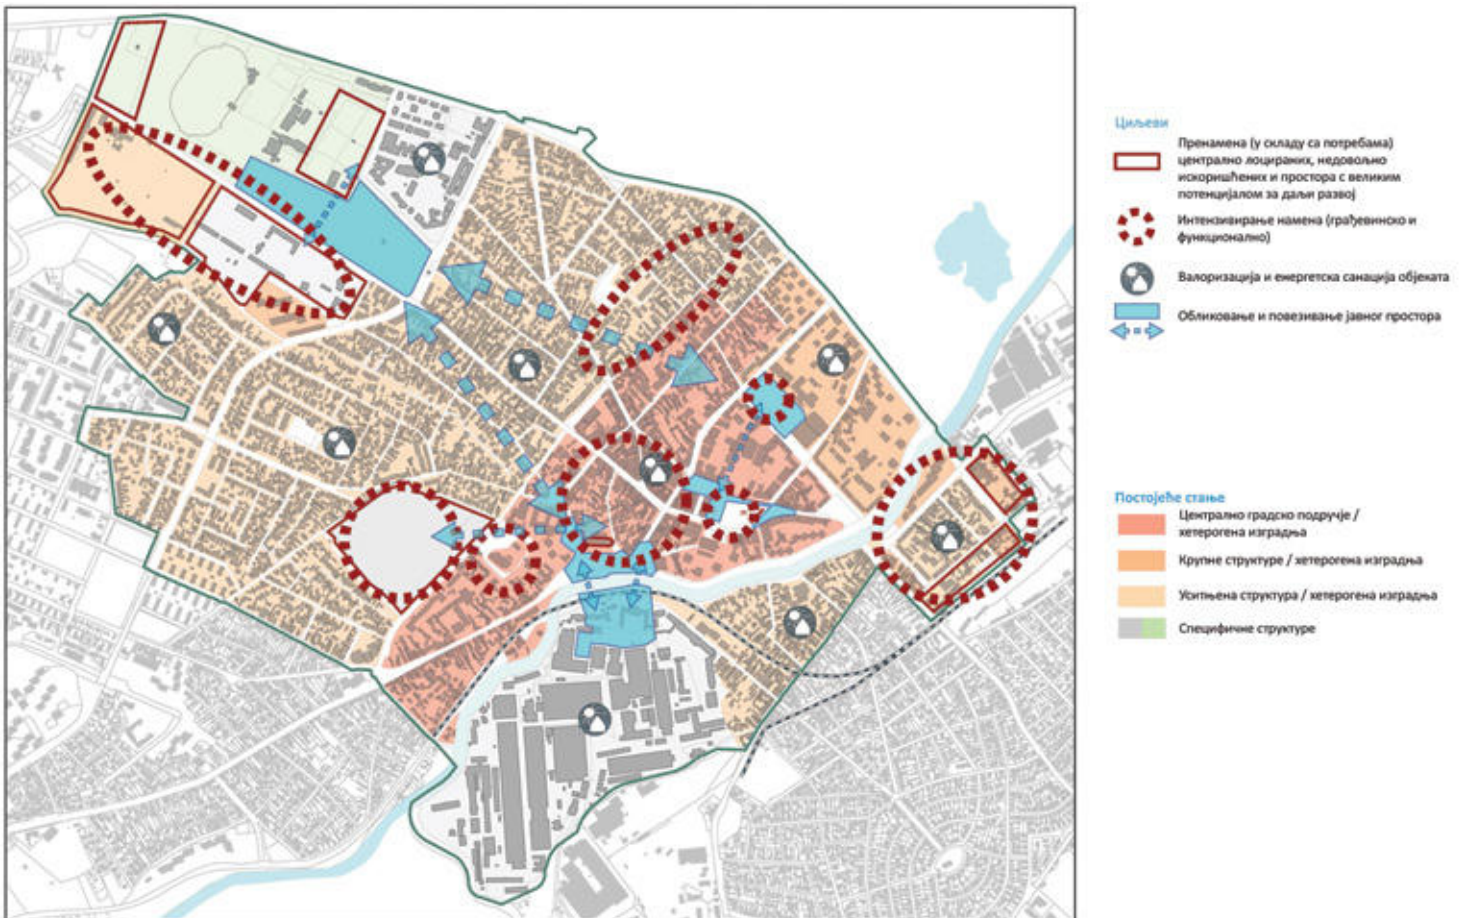 Циљеви
Пренамена (у складу са потребама)
централно лоцираних, недовољно
искоришћених и простора с великим
потенцијалом за даљи развој
Интензивирање намена (грађевинско и
функционално)
Валоризација и енергетска санација објеката
Обликовање и повезивање јавног простора
Постојеће стање
Централно градско подручје /
хетерогена изградња
Крупне структуре / хетерогена изградња
Уситњена структура / хетерогена изградња
Специфичне структуре